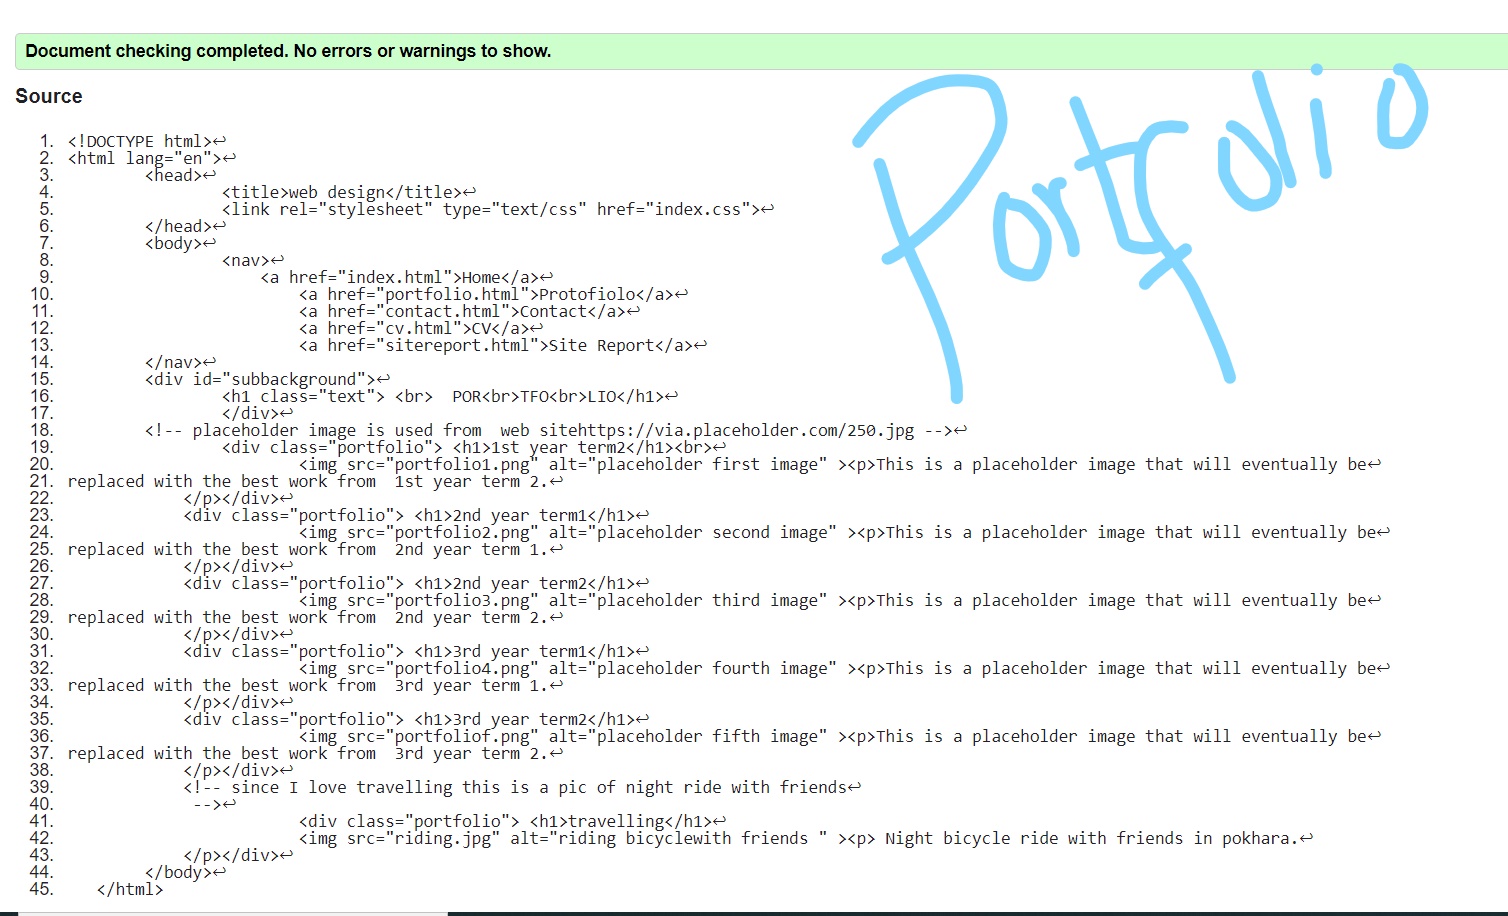 Document checking completed. No errors or warnings to show.
Portfolio
Source
1. <!DOCTYPE html>↩
2. <html lang="en">↩
3. <head>↩
4. <title>web design</title>↩
5. <link rel="stylesheet" type="text/css" href="index.css">↩
6. </head>↩
7. <body>↩
8. <nav>↩
9. <a href="index.html">Home</a>↩
10. <a href="portfolio.html">Protofiolo</a>↩
11. <a href="contact.html">Contact</a>↩
12. <a href="cv.html">CV</a>↩
13. <a href="sitereport.html">Site Report</a>↩
14. </nav>↩
15. <div id="subbackground">↩
16. <h1 class="text"> <br>  POR<br>TFO<br>LIO</h1>↩
17. </div>↩
18. <!-- placeholder image is used from  web sitehttps://via.placeholder.com/250.jpg -->↩
19. <div class="portfolio"> <h1>1st year term2</h1><br>↩
20. <img src="portfolio1.png" alt="placeholder first image" ><p>This is a placeholder image that will eventually be↩
21. replaced with the best work from  1st year term 2.↩
22. </p></div>↩
23. <div class="portfolio"> <h1>2nd year term1</h1>↩
24. <img src="portfolio2.png" alt="placeholder second image" ><p>This is a placeholder image that will eventually be↩
25. replaced with the best work from  2nd year term 1.↩
26. </p></div>↩
27. <div class="portfolio"> <h1>2nd year term2</h1>↩
28. <img src="portfolio3.png" alt="placeholder third image" ><p>This is a placeholder image that will eventually be↩
29. replaced with the best work from  2nd year term 2.↩
30. </p></div>↩
31. <div class="portfolio"> <h1>3rd year term1</h1>↩
32. <img src="portfolio4.png" alt="placeholder fourth image" ><p>This is a placeholder image that will eventually be↩
33. replaced with the best work from  3rd year term 1.↩
34. </p></div>↩
35. <div class="portfolio"> <h1>3rd year term2</h1>↩
36. <img src="portfoliof.png" alt="placeholder fifth image" ><p>This is a placeholder image that will eventually be↩
37. replaced with the best work from  3rd year term 2.↩
38. </p></div>↩
39. <!-- since I love travelling this is a pic of night ride with friends↩
40. -->↩
41. <div class="portfolio"> <h1>travelling</h1>↩
42. <img src="riding.jpg" alt="riding bicyclewith friends " ><p> Night bicycle ride with friends in pokhara.↩
43. </p></div>↩
44. </body>↩
45. </html>